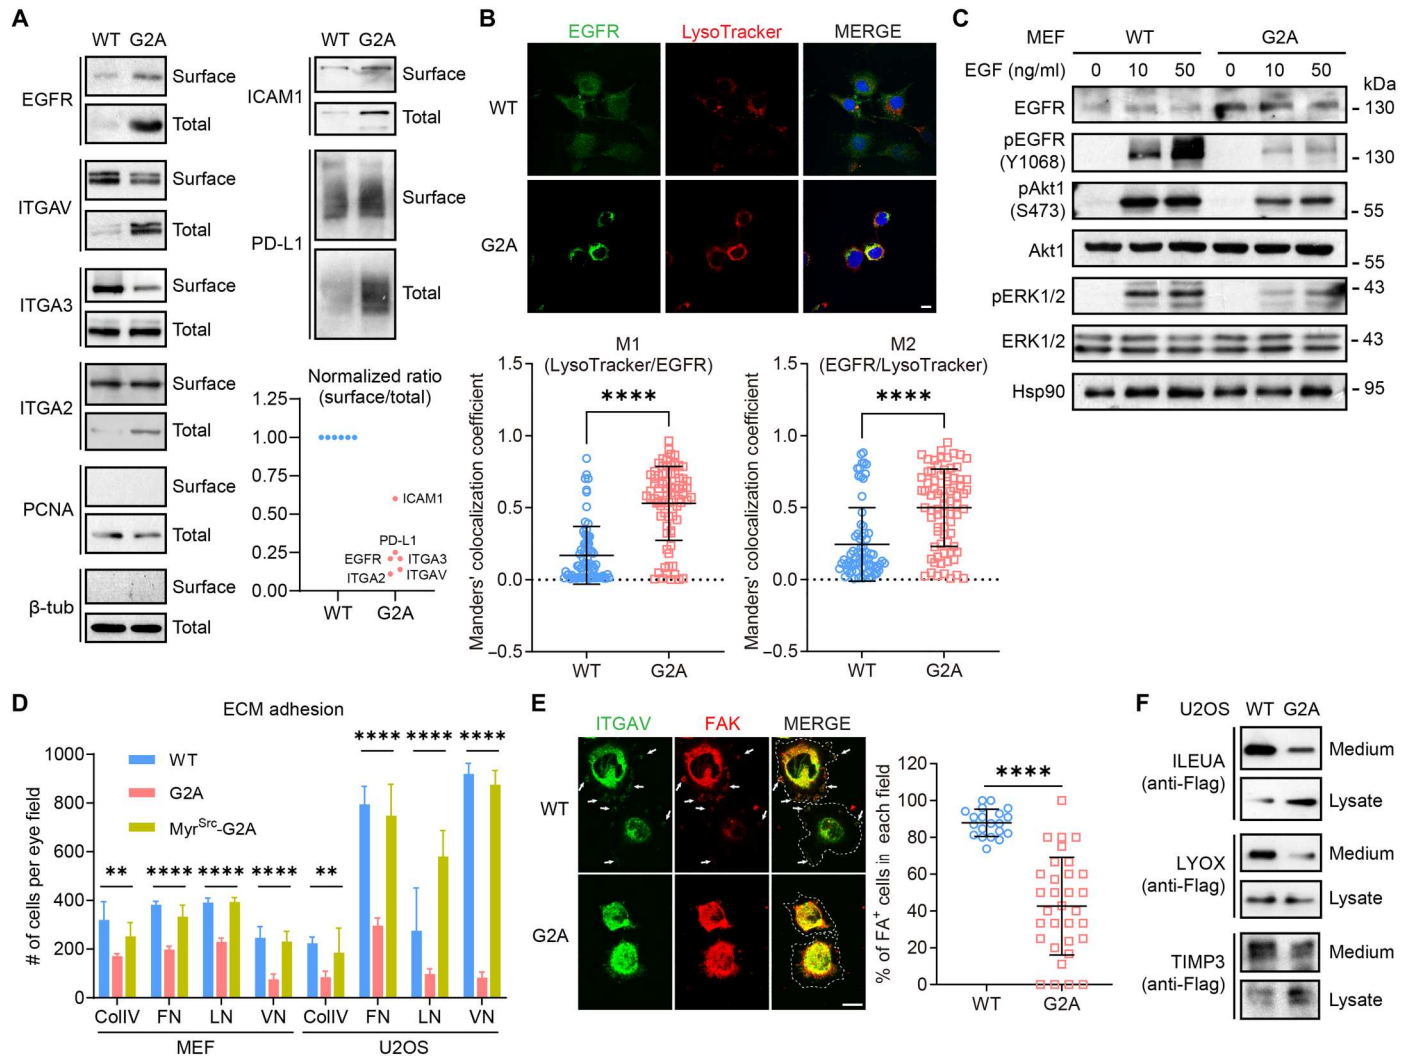 A
WT G2A
EGFR
Surface
Total
ITGAV
Surface
Total
ITGA3
Surface
Total
ITGA2
Surface
Total
PCNA
Surface
Total
β-tub
Surface
Total
WT G2A
ICAM1
Surface
Total
PD-L1
Surface
Total
Normalized ratio
(surface/total)
1.25
1.00
0.75
0.50
0.25
0.00
ICAM1
PD-L1
EGFR
ITGA3
ITGA2
ITGAV
WT
G2A
B
EGFR
LysoTracker
MERGE
WT
G2A
M1
(LysoTracker/EGFR)
Manders' colocalization coefficient
1.5
1.0
0.5
0.0
–0.5
****
WT
G2A
M2
(EGFR/LysoTracker)
Manders' colocalization coefficient
1.5
1.0
0.5
0.0
–0.5
****
WT
G2A
C
MEF WT G2A
EGF (ng/ml) 0 10 50 0 10 50
kDa
EGFR
- 130
pEGFR
(Y1068)
- 130
pAkt1
(S473)
- 55
Akt1
- 55
pERK1/2
- 43
ERK1/2
- 43
Hsp90
- 95
D
ECM adhesion
# of cells per eye field
1000
800
600
400
200
0
WT
G2A
MyrSrc-G2A
** **** **** **** ** **** **** ****
ColIV FN LN VN ColIV FN LN VN
MEF U2OS
E
ITGAV
FAK
MERGE
WT
G2A
% of FA+ cells in each field
120
100
80
60
40
20
0
****
WT
G2A
F
U2OS WT G2A
ILEUA
(anti-Flag)
Medium
Lysate
LYOX
(anti-Flag)
Medium
Lysate
TIMP3
(anti-Flag)
Medium
Lysate